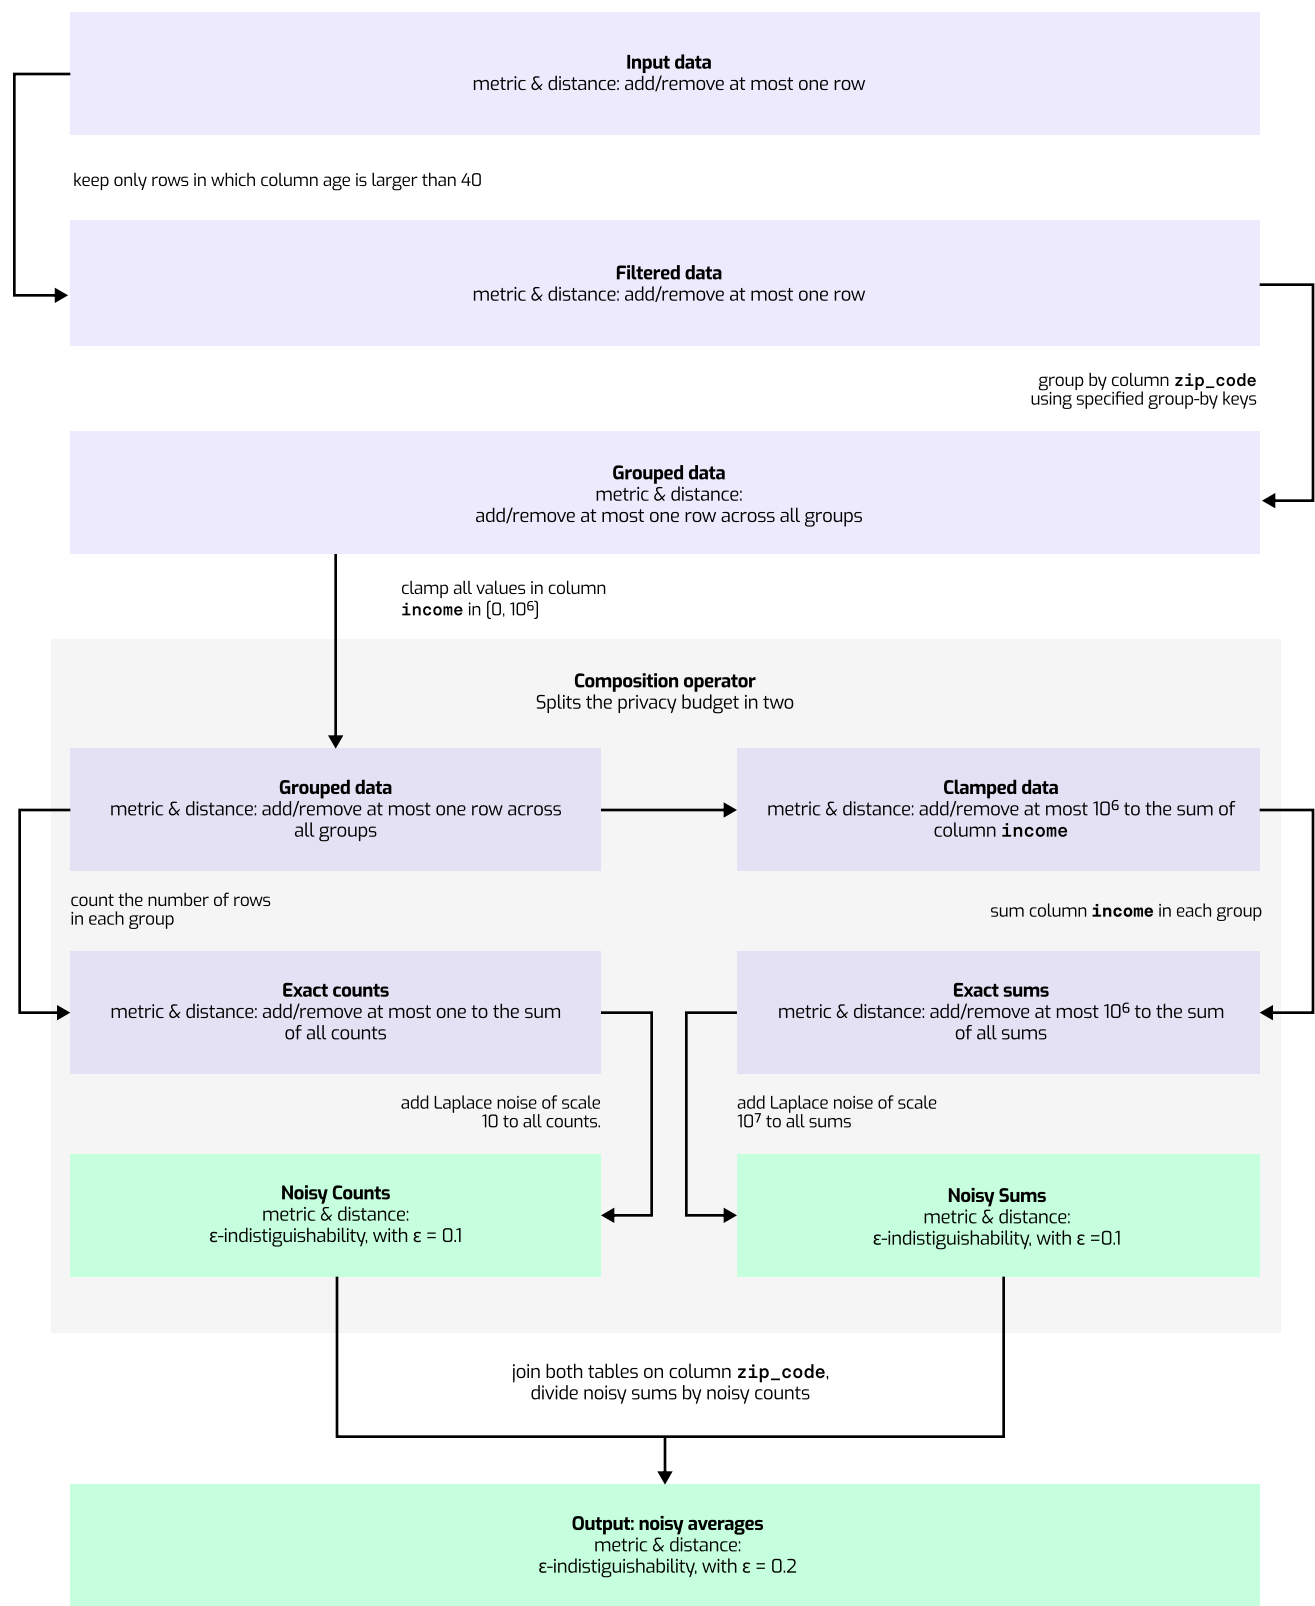 Input data
metric & distance: add/remove at most one row
keep only rows in which column age is larger than 40
Filtered data
metric & distance: add/remove at most one row
group by column zip_code
using specified group-by keys
Grouped data
metric & distance:
add/remove at most one row across all groups
clamp all values in column
income in [0, 10⁶]
Composition operator
Splits the privacy budget in two
Grouped data
metric & distance: add/remove at most one row across
all groups
Clamped data
metric & distance: add/remove at most 10⁶ to the sum of
column income
count the number of rows
in each group
sum column income in each group
Exact counts
metric & distance: add/remove at most one to the sum
of all counts
Exact sums
metric & distance: add/remove at most 10⁶ to the sum
of all sums
add Laplace noise of scale
10 to all counts.
add Laplace noise of scale
10⁷ to all sums
Noisy Counts
metric & distance:
ε-indistiguishability, with ε = 0.1
Noisy Sums
metric & distance:
ε-indistiguishability, with ε =0.1
join both tables on column zip_code,
divide noisy sums by noisy counts
Output: noisy averages
metric & distance:
ε-indistiguishability, with ε = 0.2